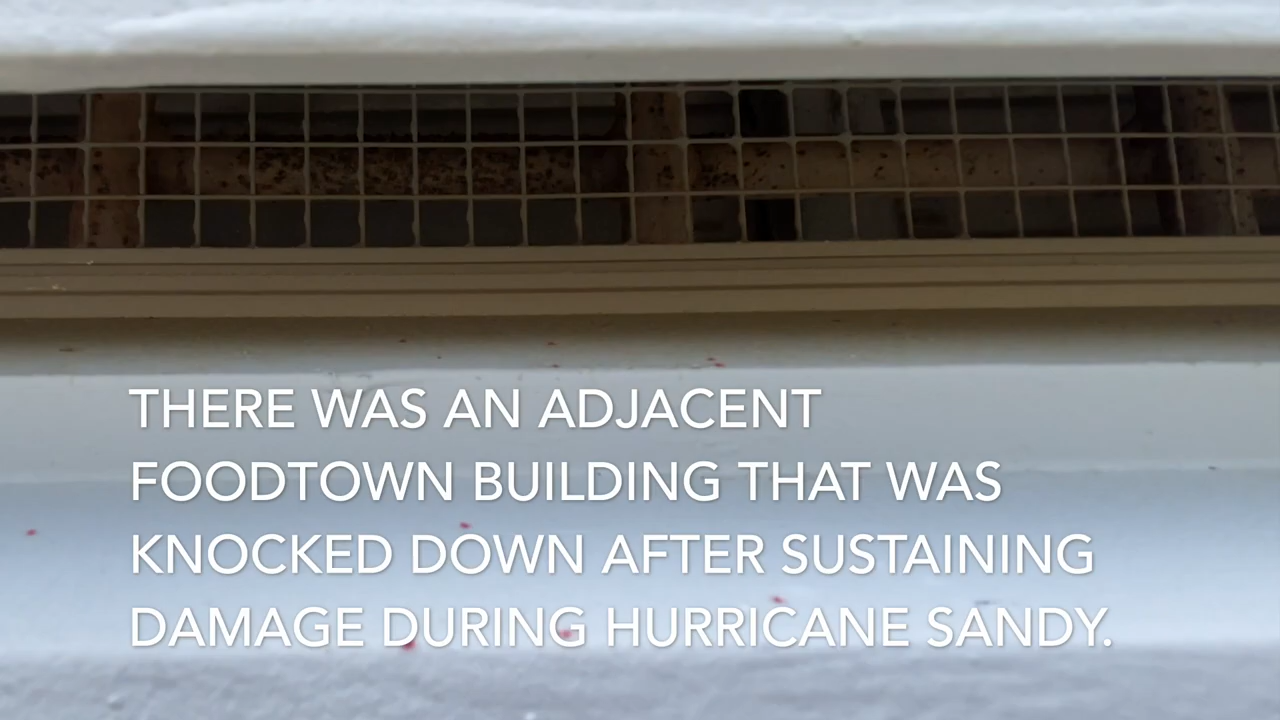 THERE WAS AN ADJACENT
FOODTOWN BUILDING THAT WAS
KNOCKED DOWN AFTER SUSTAINING
DAMAGE DURING HURRICANE SANDY.